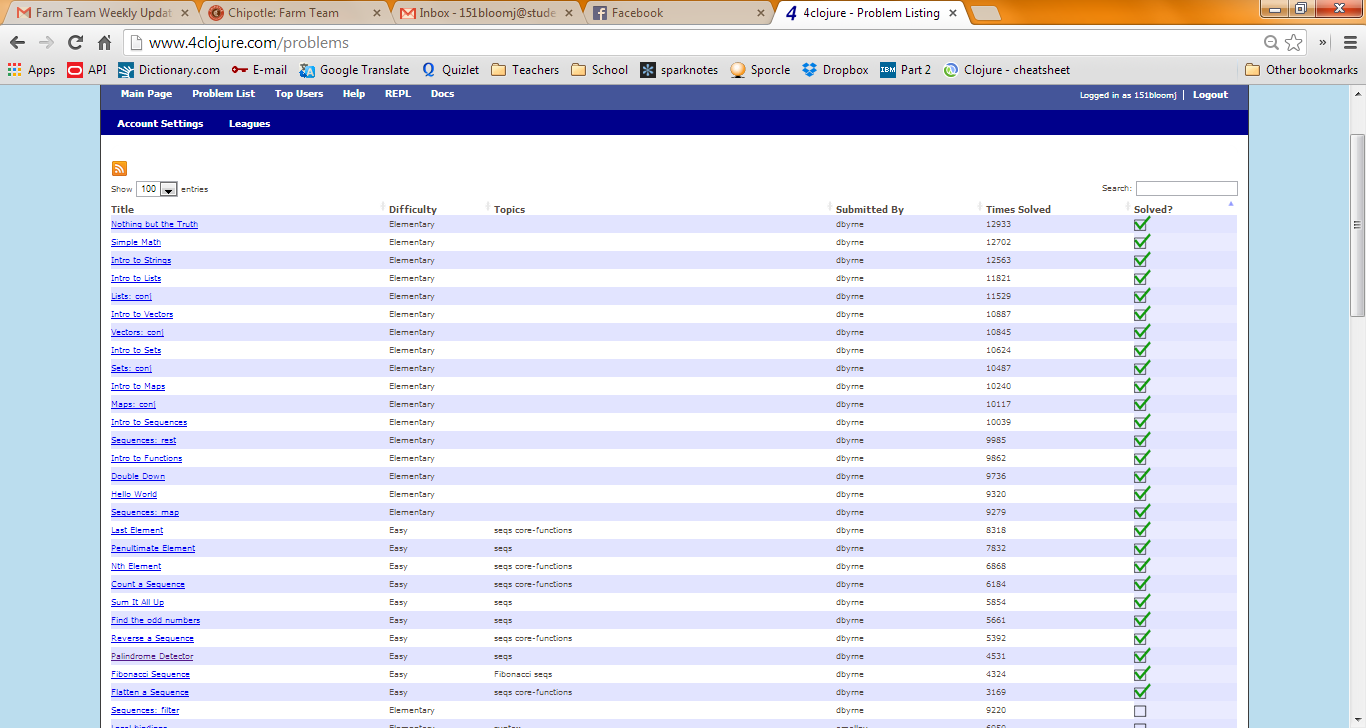 Farm Team Weekly Updat
Chipotle: Farm Team
Inbox - 151bloomj@stude
Facebook
4clojure - Problem Listing
www.4clojure.com/problems
Apps API Dictionary.com E-mail Google Translate Quizlet Teachers School sparknotes Sporcle Dropbox IBM Part 2 Clojure - cheatsheet Other bookmarks
Main Page Problem List Top Users Help REPL Docs Logged in as 151bloomj | Logout
Account Settings Leagues
Show 100 entries Search:
Title Difficulty Topics Submitted By Times Solved Solved?
Nothing but the Truth Elementary dbyrne 12933
Simple Math Elementary dbyrne 12702
Intro to Strings Elementary dbyrne 12563
Intro to Lists Elementary dbyrne 11821
Lists: conj Elementary dbyrne 11529
Intro to Vectors Elementary dbyrne 10887
Vectors: conj Elementary dbyrne 10845
Intro to Sets Elementary dbyrne 10624
Sets: conj Elementary dbyrne 10487
Intro to Maps Elementary dbyrne 10240
Maps: conj Elementary dbyrne 10117
Intro to Sequences Elementary dbyrne 10039
Sequences: rest Elementary dbyrne 9985
Intro to Functions Elementary dbyrne 9862
Double Down Elementary dbyrne 9736
Hello World Elementary dbyrne 9320
Sequences: map Elementary dbyrne 9279
Last Element Easy seqs core-functions dbyrne 8318
Penultimate Element Easy seqs dbyrne 7832
Nth Element Easy seqs core-functions dbyrne 6868
Count a Sequence Easy seqs core-functions dbyrne 6184
Sum It All Up Easy seqs dbyrne 5854
Find the odd numbers Easy seqs dbyrne 5661
Reverse a Sequence Easy seqs core-functions dbyrne 5392
Palindrome Detector Easy seqs dbyrne 4531
Fibonacci Sequence Easy Fibonacci seqs dbyrne 4324
Flatten a Sequence Easy seqs core-functions dbyrne 3169
Sequences: filter Elementary dbyrne 9220